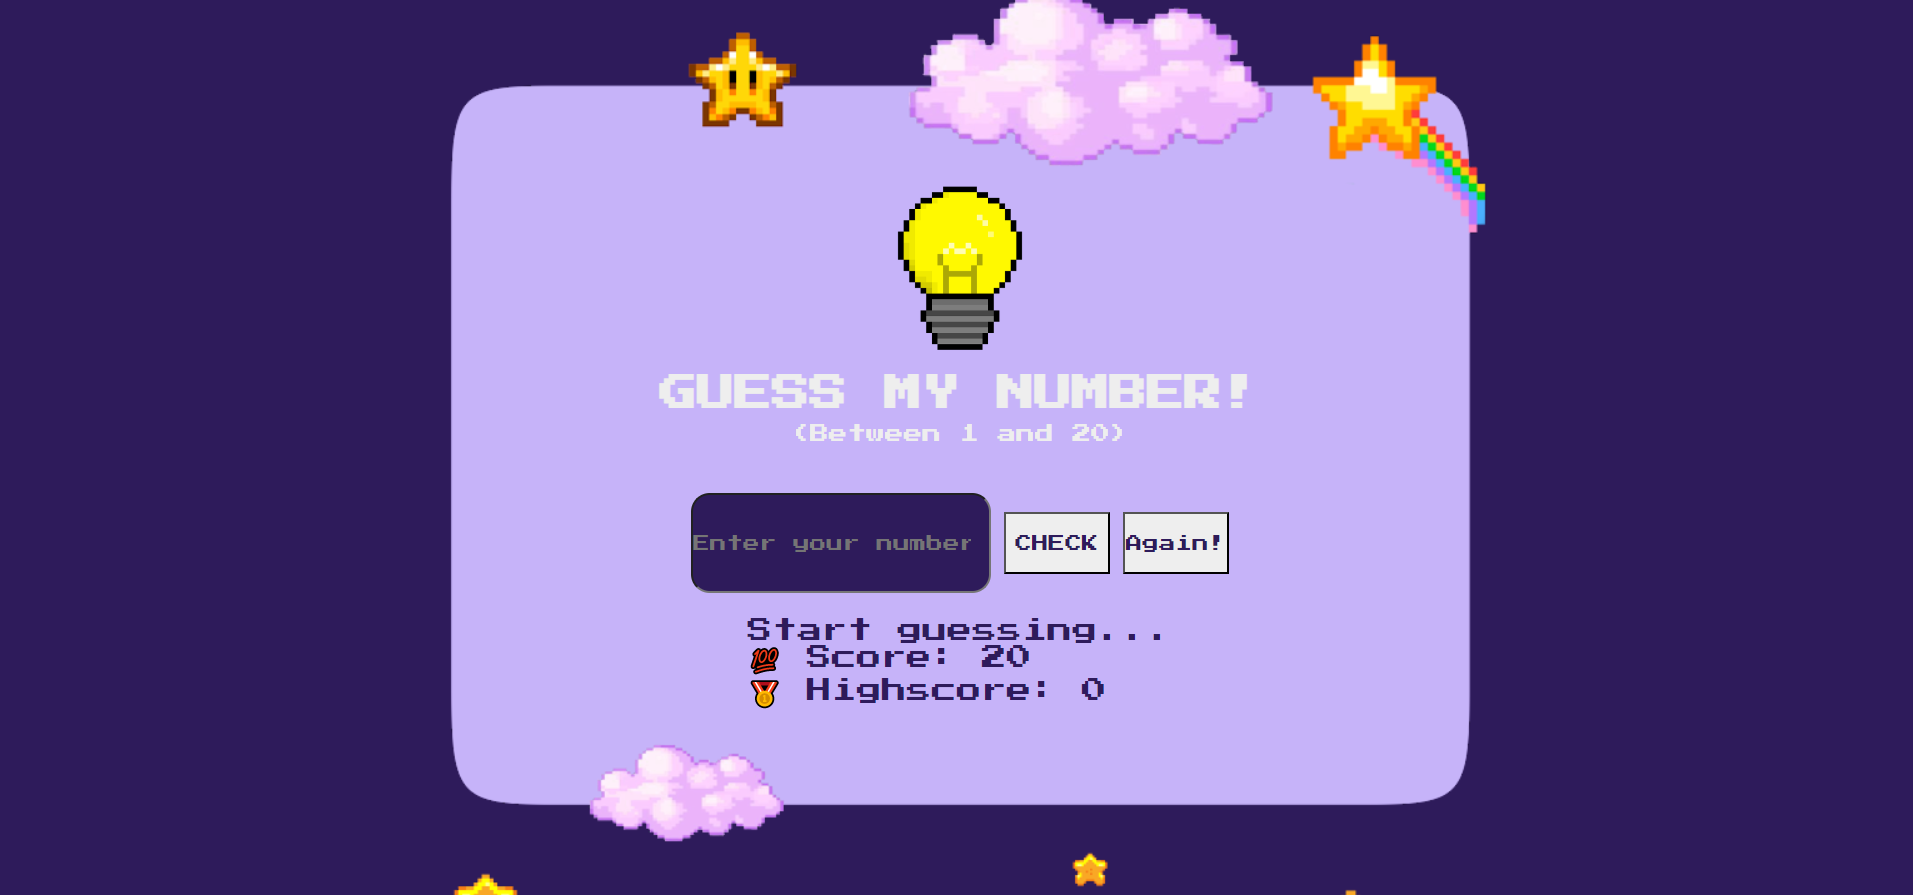 GUESS MY NUMBER!
(Between 1 and 20)
Enter your number
CHECK
Again!
Start guessing...
💯 Score: 20
🥇 Highscore: 0